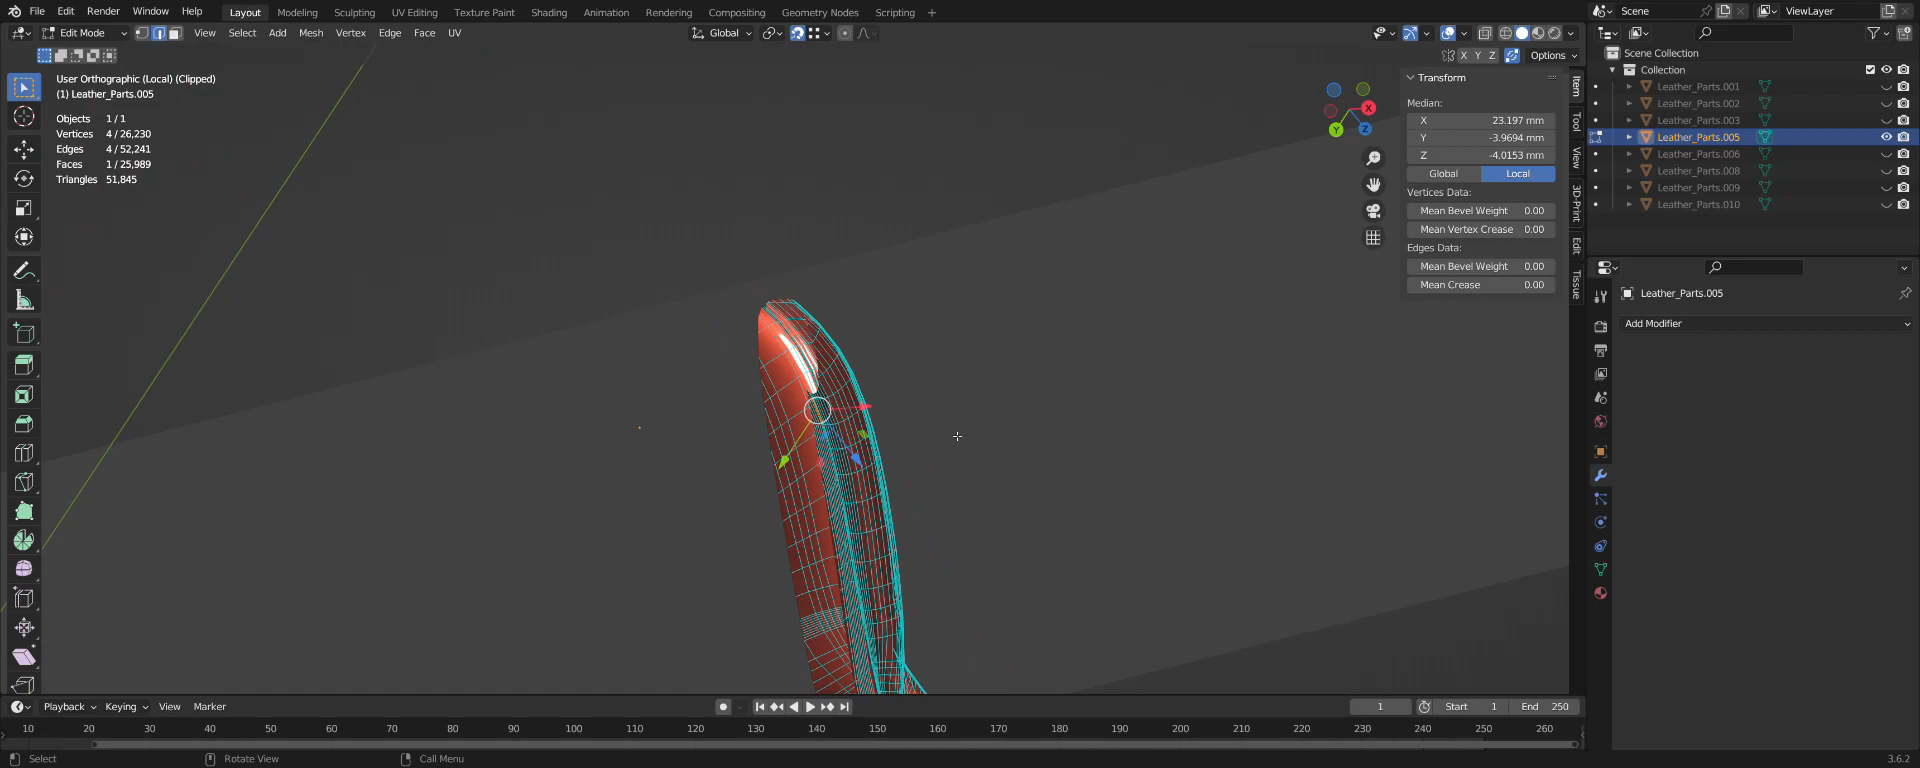 File Edit Render Window Help Layout Modeling Sculpting UV Editing Texture Paint Shading Animation Rendering Compositing Geometry Nodes Scripting + Scene ViewLayer
Edit Mode View Select Add Mesh Vertex Edge Face UV Global
X Y Z Options
User Orthographic (Local) (Clipped)
(1) Leather_Parts.005
Objects 1 / 1
Vertices 4 / 26,230
Edges 4 / 52,241
Faces 1 / 25,989
Triangles 51,845
X
Y
Z
Transform
Median:
X 23.197 mm
Y -3.9694 mm
Z -4.0153 mm
Global Local
Vertices Data:
Mean Bevel Weight 0.00
Mean Vertex Crease 0.00
Edges Data:
Mean Bevel Weight 0.00
Mean Crease 0.00
Item
Tool
View
3D-Print
Edit
Tissue
Scene Collection
Collection
Leather_Parts.001
Leather_Parts.002
Leather_Parts.003
Leather_Parts.005
Leather_Parts.006
Leather_Parts.008
Leather_Parts.009
Leather_Parts.010
Leather_Parts.005
Add Modifier
Playback Keying View Marker 1 Start 1 End 250
10 20 30 40 50 60 70 80 90 100 110 120 130 140 150 160 170 180 190 200 210 220 230 240 250 260
Select Rotate View Call Menu 3.6.2